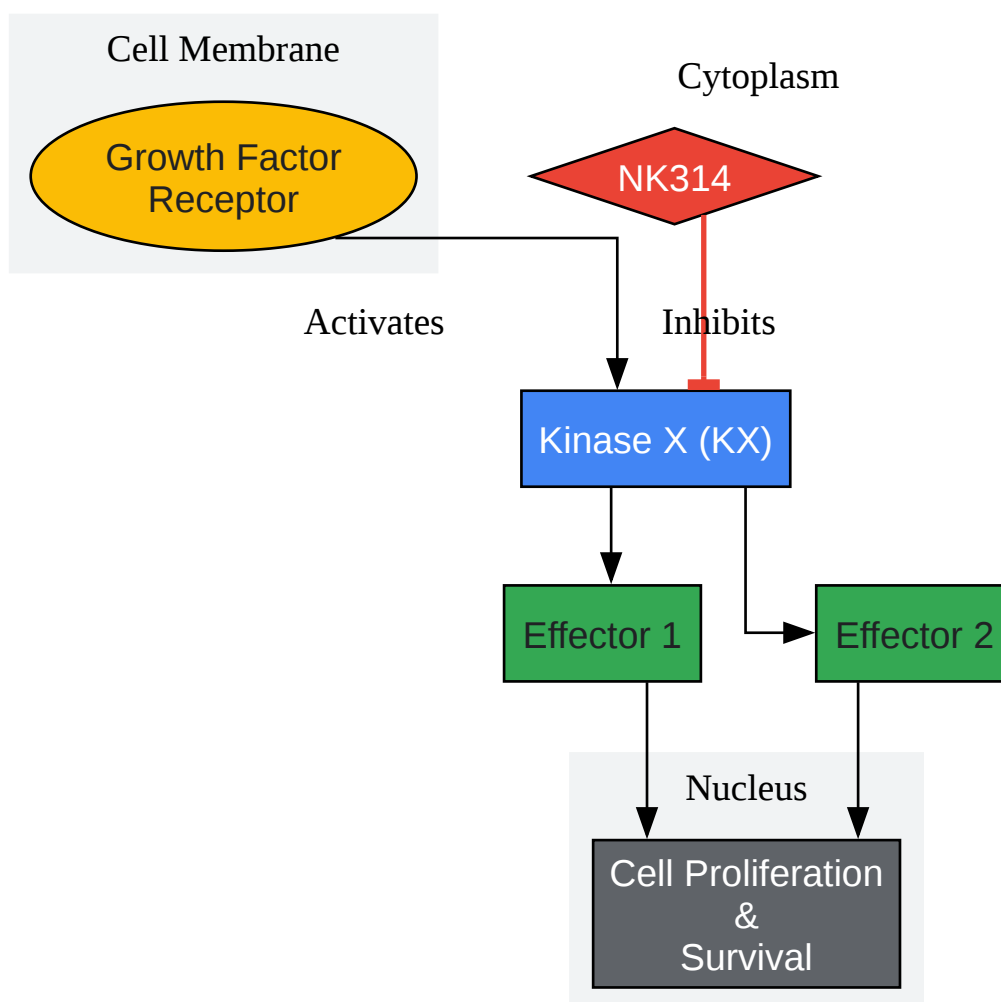 Cell Membrane
Cytoplasm
Growth Factor
Receptor
NK314
Activates
Inhibits
Kinase X (KX)
Effector 1
Effector 2
Nucleus
Cell Proliferation
&
Survival